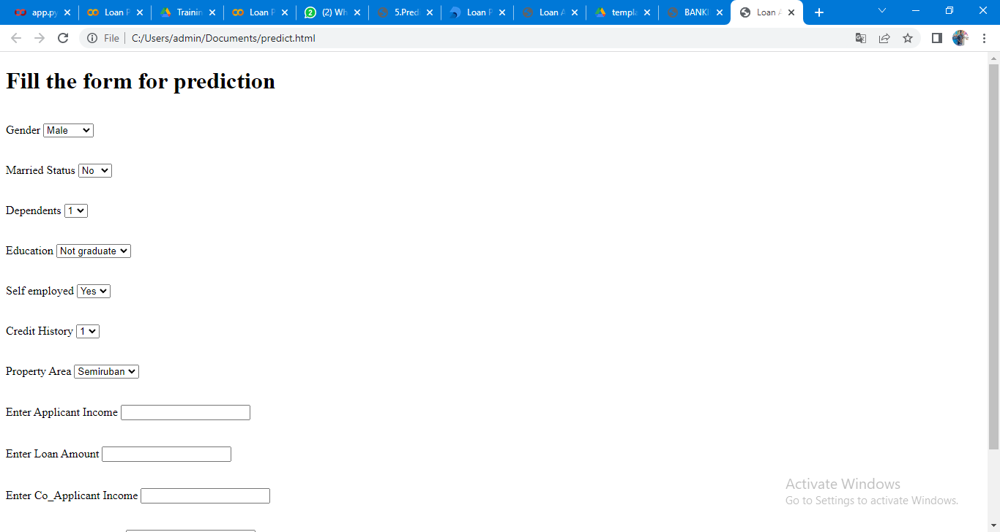 app.py
Loan P
Trainin
Loan P
(2) Wh
5.Pred
Loan P
Loan A
templa
BANKI
Loan A
File
C:/Users/admin/Documents/predict.html
Fill the form for prediction
Gender Male
Married Status No
Dependents 1
Education Not graduate
Self employed Yes
Credit History 1
Property Area Semiruban
Enter Applicant Income
Enter Loan Amount
Enter Co_Applicant Income
Activate Windows
Go to Settings to activate Windows.